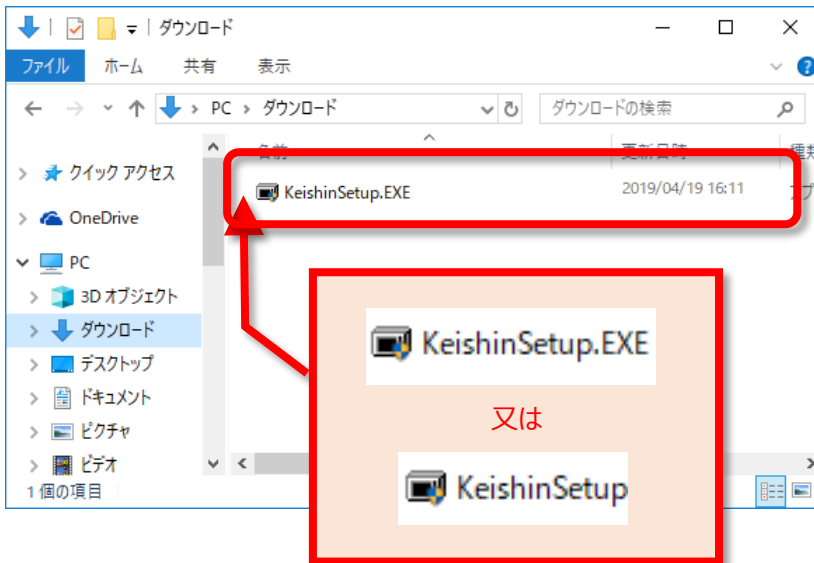 ダウンロード
ファイル ホーム 共有 表示
PC > ダウンロード
ダウンロードの検索
名前 更新日時
クイック アクセス
KeishinSetup.EXE 2019/04/19 16:11
OneDrive
PC
3D オブジェクト
ダウンロード
デスクトップ
ドキュメント
ピクチャ
ビデオ
1 個の項目
KeishinSetup.EXE
又は
KeishinSetup